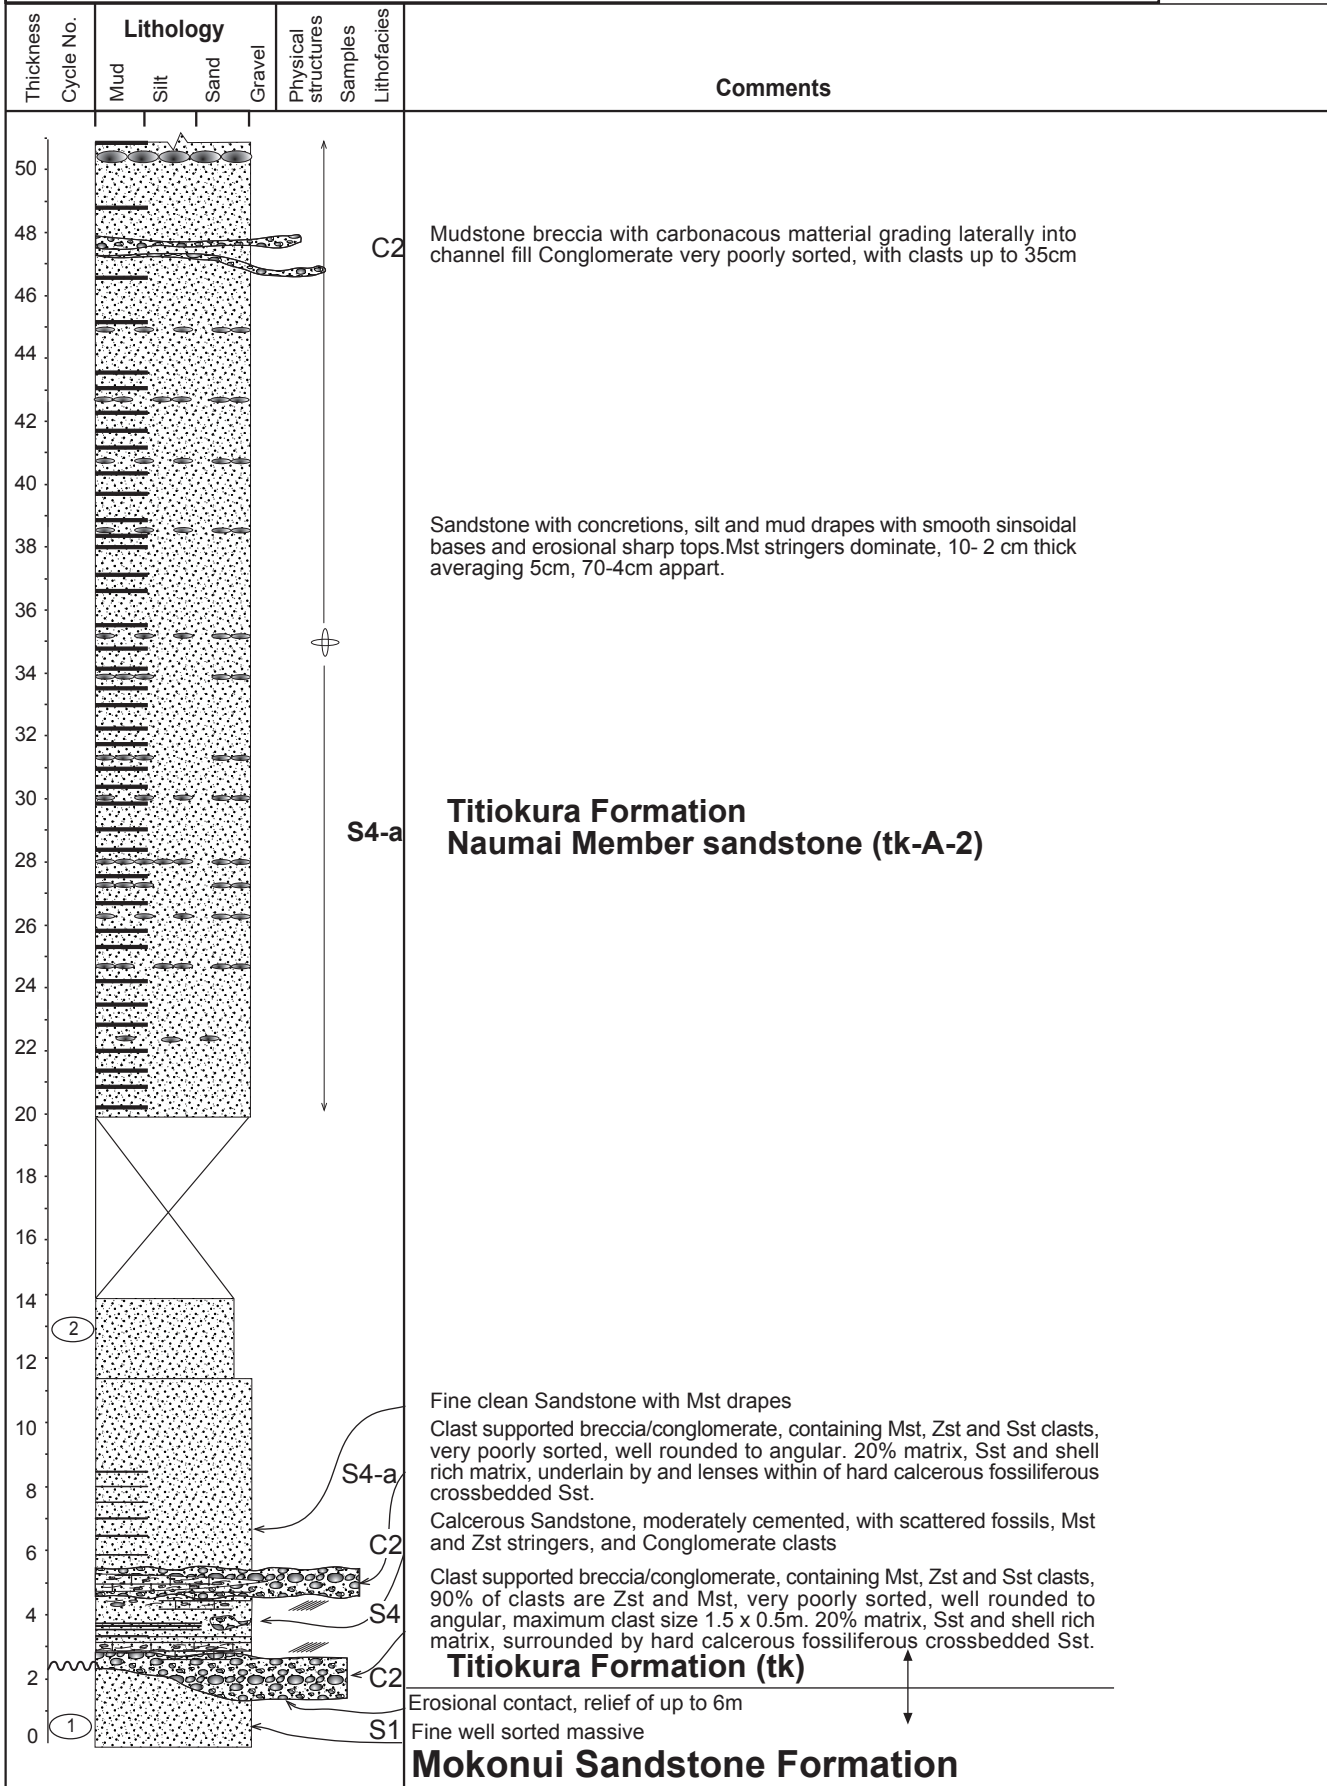 Thickness
Cycle No.
Lithology
Mud
Silt
Sand
Gravel
Physical
structures
Samples
Lithofacies
Comments
50
48
C2
Mudstone breccia with carbonacous matterial grading laterally into
channel fill Conglomerate very poorly sorted, with clasts up to 35cm
46
44
42
40
38
Sandstone with concretions, silt and mud drapes with smooth sinsoidal
bases and erosional sharp tops.Mst stringers dominate, 10- 2 cm thick
averaging 5cm, 70-4cm appart.
36
34
32
30
Titiokura Formation
S4-a
Naumai Member sandstone (tk-A-2)
28
26
24
22
20
18
16
14
2
12
10
Fine clean Sandstone with Mst drapes
Clast supported breccia/conglomerate, containing Mst, Zst and Sst clasts,
very poorly sorted, well rounded to angular. 20% matrix, Sst and shell
rich matrix, underlain by and lenses within of hard calcerous fossiliferous
crossbedded Sst.
S4-a
8
Calcerous Sandstone, moderately cemented, with scattered fossils, Mst
and Zst stringers, and Conglomerate clasts
C2
6
Clast supported breccia/conglomerate, containing Mst, Zst and Sst clasts,
90% of clasts are Zst and Mst, very poorly sorted, well rounded to
angular, maximum clast size 1.5 x 0.5m. 20% matrix, Sst and shell rich
matrix, surrounded by hard calcerous fossiliferous crossbedded Sst.
S4
4
Titiokura Formation (tk)
C2
2
Erosional contact, relief of up to 6m
1
S1
Fine well sorted massive
0
Mokonui Sandstone Formation